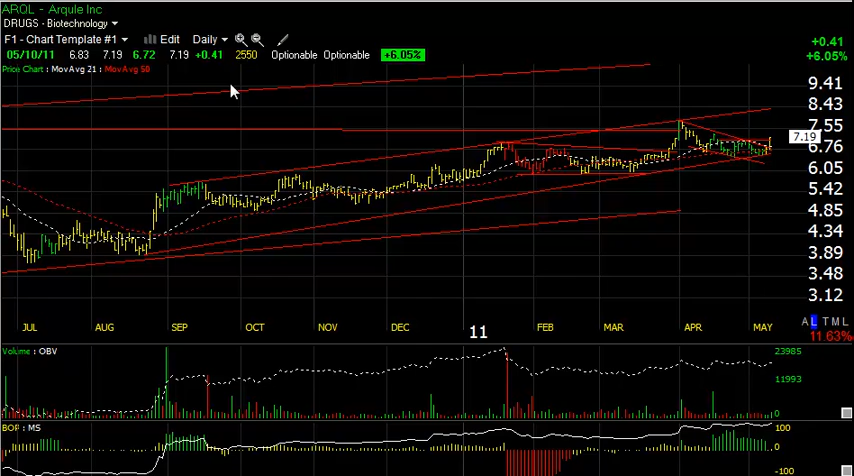 ARQL - Arqule Inc
DRUGS - Biotechnology
F1 - Chart Template #1 Edit Daily
+0.41
05/10/11 6.83 7.19 6.72 7.19 +0.41 2550 Optionable Optionable +6.05%
+6.05%
Price Chart : MovAvg 21 : MovAvg 50
9.41
8.43
7.55
7.19
6.76
6.05
5.42
4.85
4.34
3.89
3.48
3.12
A L T M L
JUL AUG SEP OCT NOV DEC 11 FEB MAR APR MAY
11.63%
Volume : OBV
23985
11993
0
BOP : MS
100
0
-100